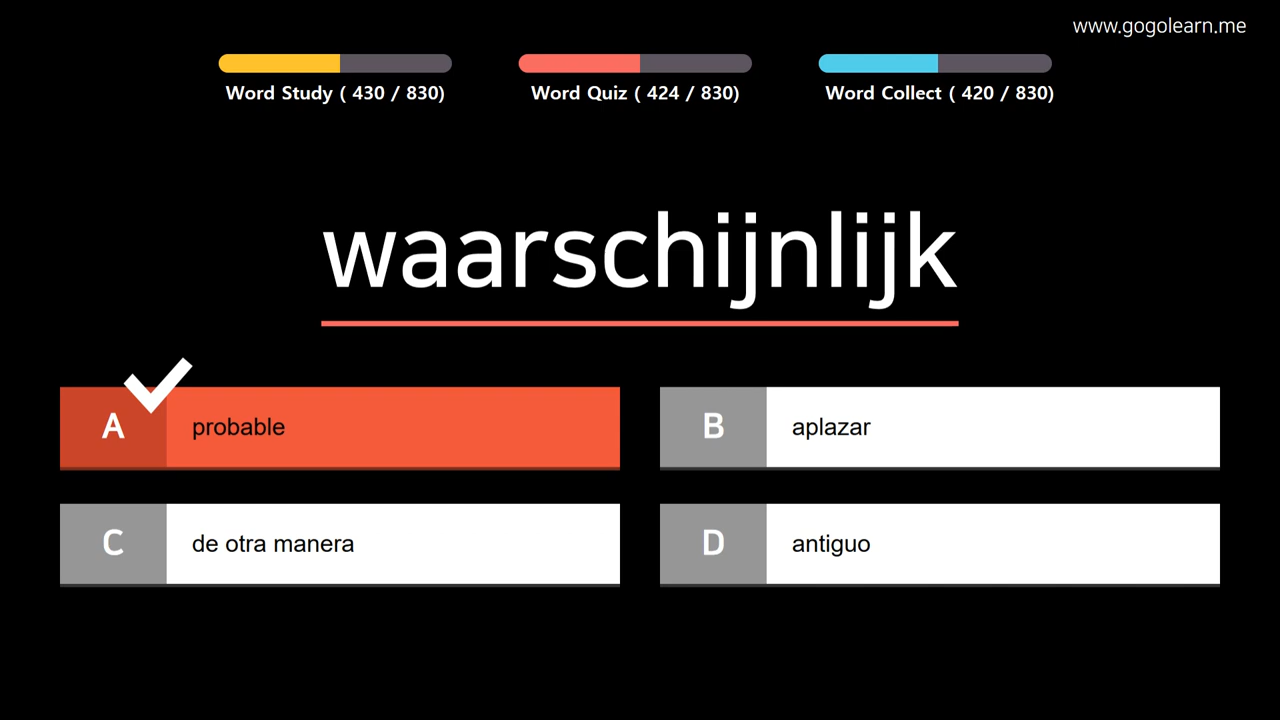 www.gogolearn.me
Word Study ( 430 / 830)
Word Quiz ( 424 / 830)
Word Collect ( 420 / 830)
waarschijnlijk
A probable
B aplazar
C de otra manera
D antiguo